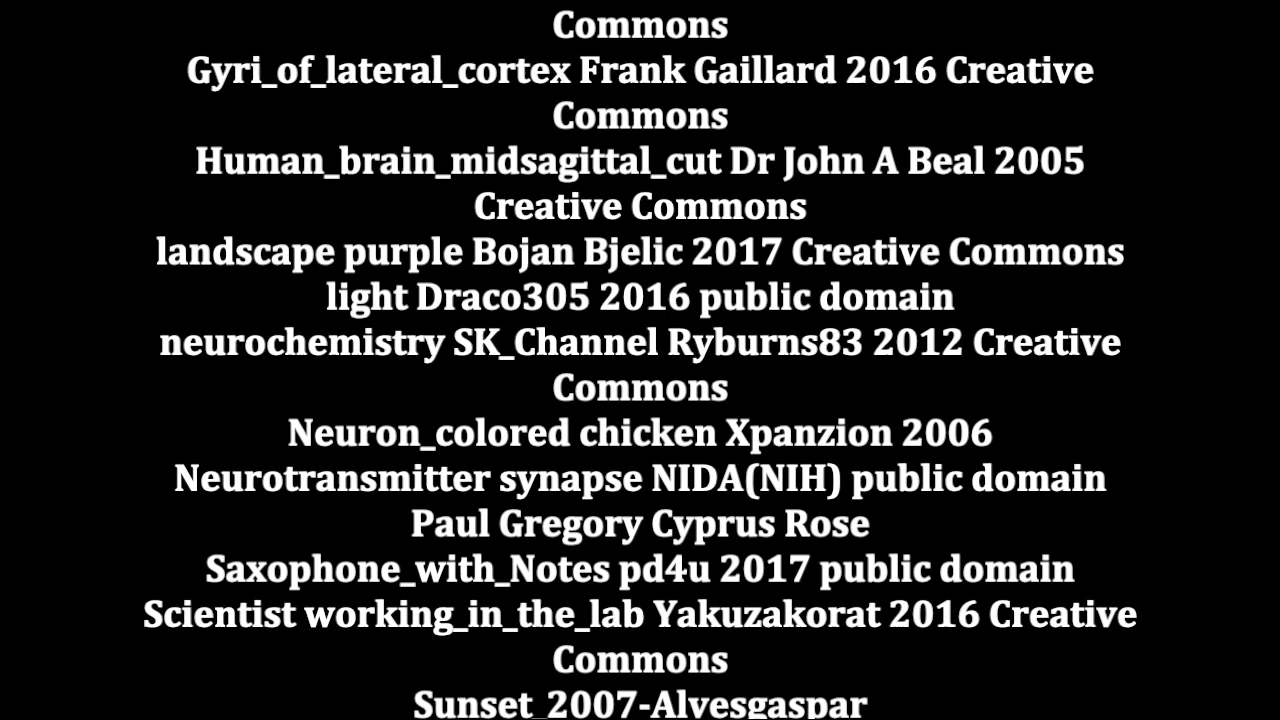 Commons
Gyri_of_lateral_cortex Frank Gaillard 2016 Creative
Commons
Human_brain_midsagittal_cut Dr John A Beal 2005
Creative Commons
landscape purple Bojan Bjelic 2017 Creative Commons
light Draco305 2016 public domain
neurochemistry SK_Channel Ryburns83 2012 Creative
Commons
Neuron_colored chicken Xpanzion 2006
Neurotransmitter synapse NIDA(NIH) public domain
Paul Gregory Cyprus Rose
Saxophone_with_Notes pd4u 2017 public domain
Scientist working_in_the_lab Yakuzakorat 2016 Creative
Commons
Sunset_2007-Alvesgaspar